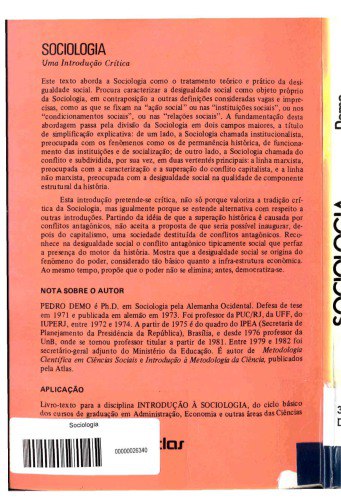 SOCIOLOGIA
Uma Introdução Crítica
Este texto aborda a Sociologia como o tratamento teórico e prático da desi-
gualdade social. Procura caracterizar a desigualdade social como objeto próprio
da Sociologia, em contraposição a outras definições consideradas vagas e impre-
cisas, como as que se fixam na "ação social" ou nas "instituições sociais", ou nos
"condicionamentos sociais", ou nas "relações sociais". A fundamentação desta
abordagem passa pela divisão da Sociologia em dois campos maiores, a título
de simplificação explicativa: de um lado, a Sociologia chamada institucionalista,
preocupada com os fenômenos como os de permanência histórica, de funciona-
mento das instituições e de socialização; de outro lado, a Sociologia chamada do
conflito e subdividida, por sua vez, em duas vertentes principais: a linha marxista,
preocupada com a caracterização e a superação do conflito capitalista, e a linha
não marxista, preocupada com a desigualdade social na qualidade de componente
estrutural da história.
Esta introdução pretende-se crítica, não só porque valoriza a tradição crí-
tica da Sociologia, mas igualmente porque se estende alternativa com respeito a
outras introduções. Partindo da idéia de que a superação histórica é causada por
conflitos antagônicos, não aceita a proposta de que seria possível inaugurar, de-
pois do capitalismo, uma sociedade destituída de conflitos antagônicos. Reco-
nhece na desigualdade social o conflito antagônico tipicamente social que perfaz
a presença do motor da história. Mostra que a desigualdade social se origina do
fenômeno do poder, considerado tão básico quanto a infra-estrutura econômica.
Ao mesmo tempo, propõe que o poder não se elimina; antes, democratiza-se.
NOTA SOBRE O AUTOR
PEDRO DEMO é Ph.D. em Sociologia pela Alemanha Ocidental. Defesa de tese
em 1971 e publicada em alemão em 1973. Foi professor da PUC/RJ, da UFF, do
IUPERJ, entre 1972 e 1974. A partir de 1975 é do quadro do IPEA (Secretaria de
Planejamento da Presidência da República), Brasília, e desde 1976 professor da
UnB, onde se tornou professor titular a partir de 1981. Entre 1979 e 1982 foi
secretário-geral adjunto do Ministério da Educação. É autor de Metodologia
Científica em Ciências Sociais e Introdução à Metodologia da Ciência, publicados
pela Atlas.
APLICAÇÃO
Livro-texto para a disciplina INTRODUÇÃO À SOCIOLOGIA, do ciclo básico
dos cursos de graduação em Administração, Economia e outras áreas das Ciências
Sociologia
00000026340
atlas
Demo
SOCIOLOGIA
3
D